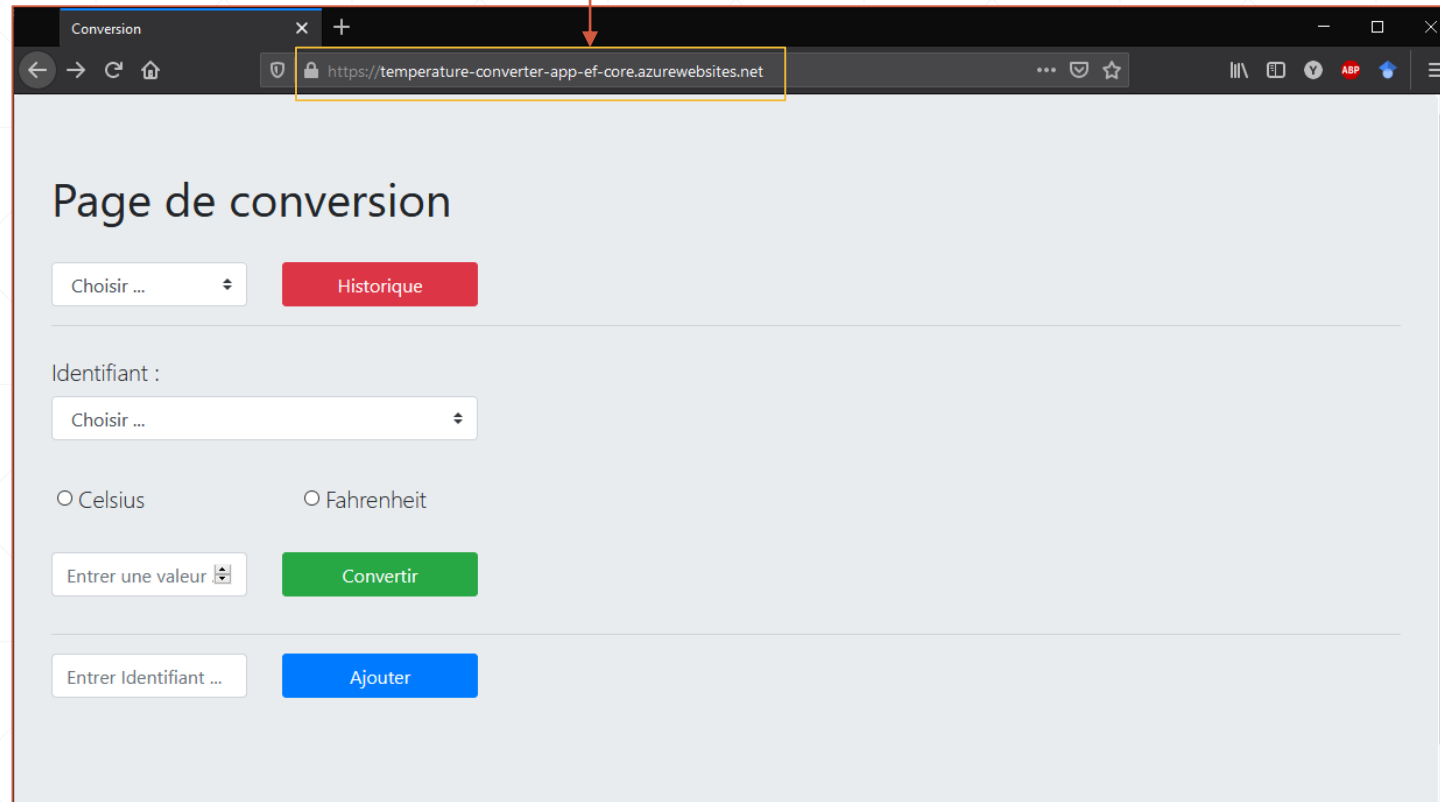 Conversion
https://temperature-converter-app-ef-core.azurewebsites.net
ABP
Page de conversion
Choisir ... Historique
Identifiant :
Choisir ...
Celsius Fahrenheit
Entrer une valeur Convertir
Entrer Identifiant ... Ajouter